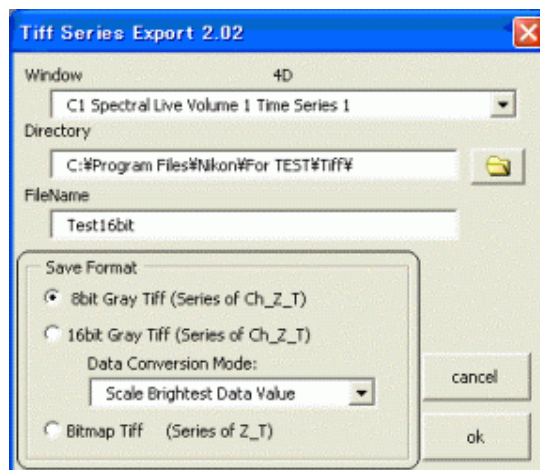 Tiff Series Export 2.02
Window 4D
C1 Spectral Live Volume 1 Time Series 1
Directory
C:¥Program Files¥Nikon¥For TEST¥Tiff¥
FileName
Test16bit
Save Format
8bit Gray Tiff (Series of Ch_Z_T)
16bit Gray Tiff (Series of Ch_Z_T)
Data Conversion Mode:
Scale Brightest Data Value
cancel
Bitmap Tiff (Series of Z_T)
ok